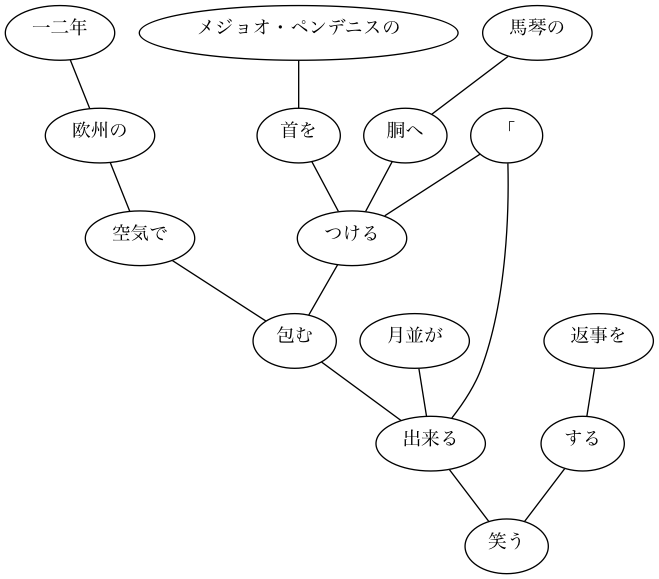 一二年
メジョオ・ペンデニスの
馬琴の
欧州の
首を
胴へ
「
空気で
つける
包む
月並が
返事を
出来る
する
笑う